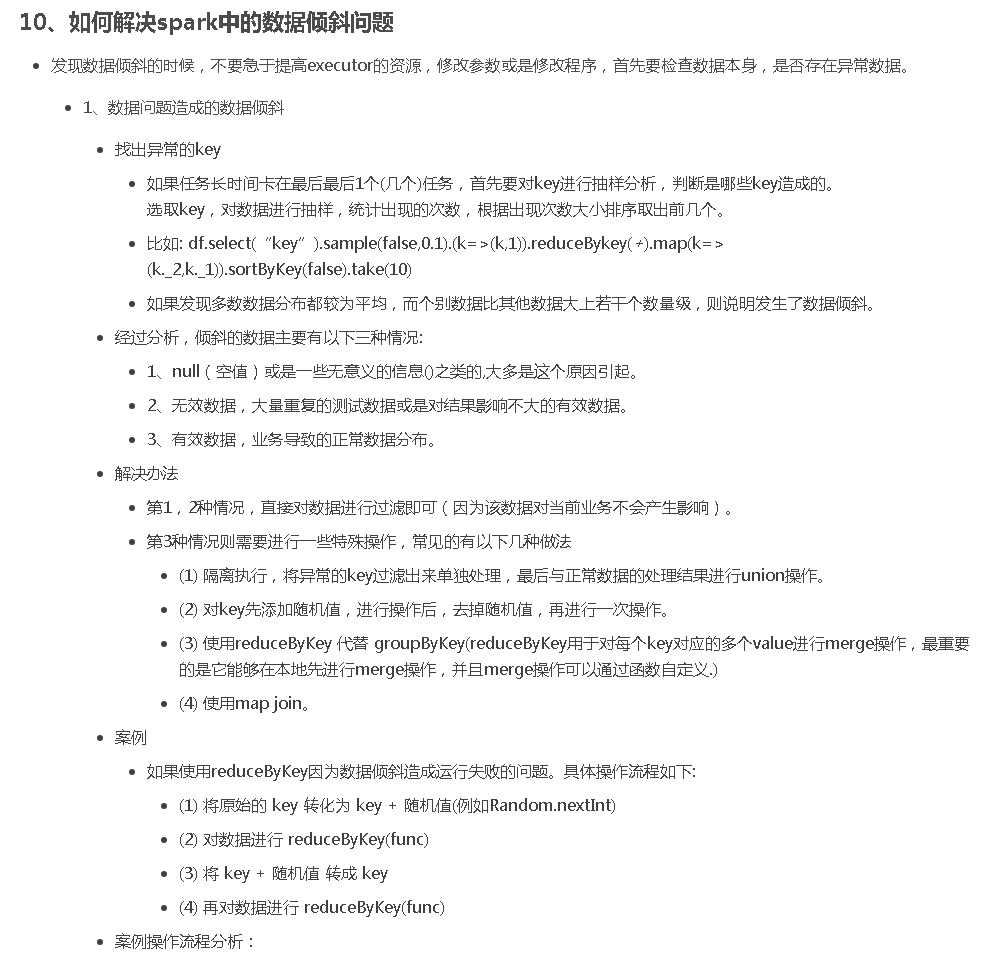 10、如何解决spark中的数据倾斜问题
发现数据倾斜的时候，不要急于提高executor的资源，修改参数或是修改程序，首先要检查数据本身，是否存在异常数据。
1、数据问题造成的数据倾斜
找出异常的key
如果任务长时间卡在最后最后1个(几个)任务，首先要对key进行抽样分析，判断是哪些key造成的。
选取key，对数据进行抽样，统计出现的次数，根据出现次数大小排序取出前几个。
比如: df.select(“key”).sample(false,0.1).(k=>(k,1)).reduceBykey(+).map(k=>
(k._2,k._1)).sortByKey(false).take(10)
如果发现多数数据分布都较为平均，而个别数据比其他数据大上若干个数量级，则说明发生了数据倾斜。
经过分析，倾斜的数据主要有以下三种情况:
1、null（空值）或是一些无意义的信息()之类的,大多是这个原因引起。
2、无效数据，大量重复的测试数据或是对结果影响不大的有效数据。
3、有效数据，业务导致的正常数据分布。
解决办法
第1，2种情况，直接对数据进行过滤即可（因为该数据对当前业务不会产生影响）。
第3种情况则需要进行一些特殊操作，常见的有以下几种做法
(1) 隔离执行，将异常的key过滤出来单独处理，最后与正常数据的处理结果进行union操作。
(2) 对key先添加随机值，进行操作后，去掉随机值，再进行一次操作。
(3) 使用reduceByKey 代替 groupByKey(reduceByKey用于对每个key对应的多个value进行merge操作，最重要
的是它能够在本地先进行merge操作，并且merge操作可以通过函数自定义.)
(4) 使用map join。
案例
如果使用reduceByKey因为数据倾斜造成运行失败的问题。具体操作流程如下:
(1) 将原始的 key 转化为 key + 随机值(例如Random.nextInt)
(2) 对数据进行 reduceByKey(func)
(3) 将 key + 随机值 转成 key
(4) 再对数据进行 reduceByKey(func)
案例操作流程分析：